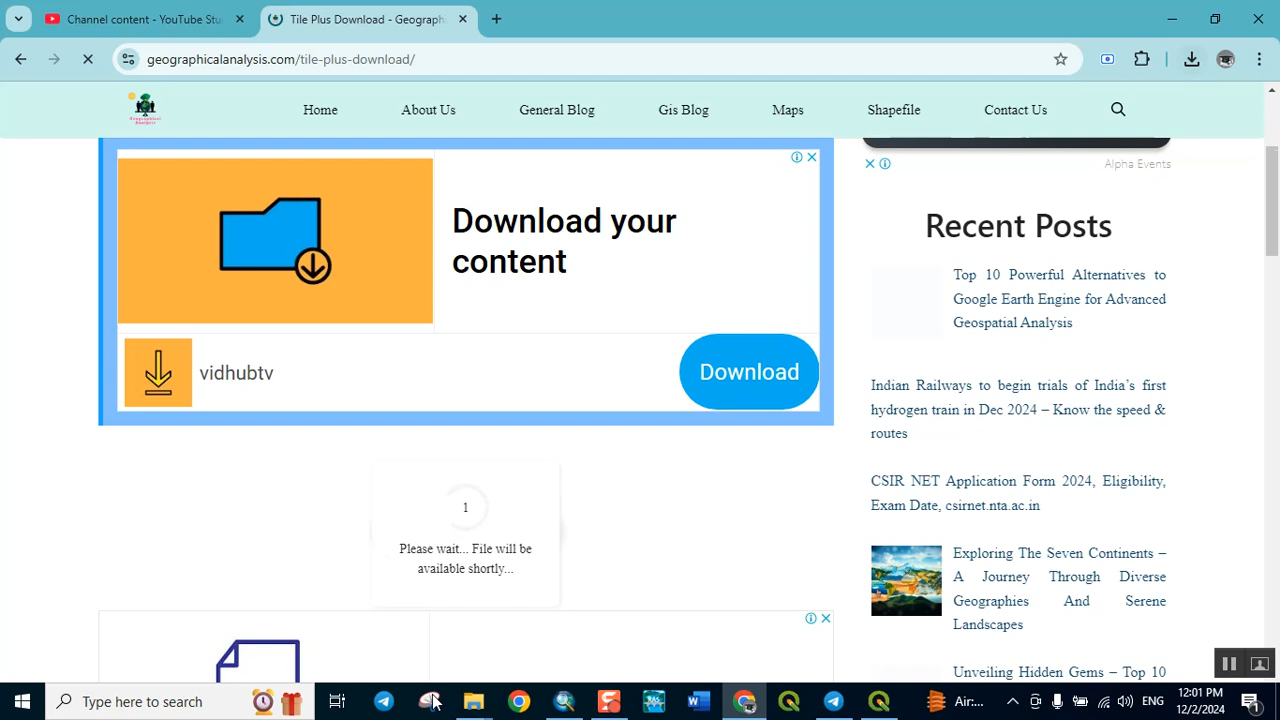 Channel content - YouTube Stu
Tile Plus Download - Geograph
geographicalanalysis.com/tile-plus-download/
Home
About Us
General Blog
Gis Blog
Maps
Shapefile
Contact Us
Alpha Events
Download your
content
vidhubtv
Download
1
Please wait... File will be
available shortly...
Recent Posts
Top 10 Powerful Alternatives to
Google Earth Engine for Advanced
Geospatial Analysis
Indian Railways to begin trials of India's first
hydrogen train in Dec 2024 – Know the speed &
routes
CSIR NET Application Form 2024, Eligibility,
Exam Date, csirnet.nta.ac.in
Exploring The Seven Continents –
A Journey Through Diverse
Geographies And Serene
Landscapes
Unveiling Hidden Gems – Top 10
Type here to search
Air:...
ENG
12:01 PM
12/2/2024
1